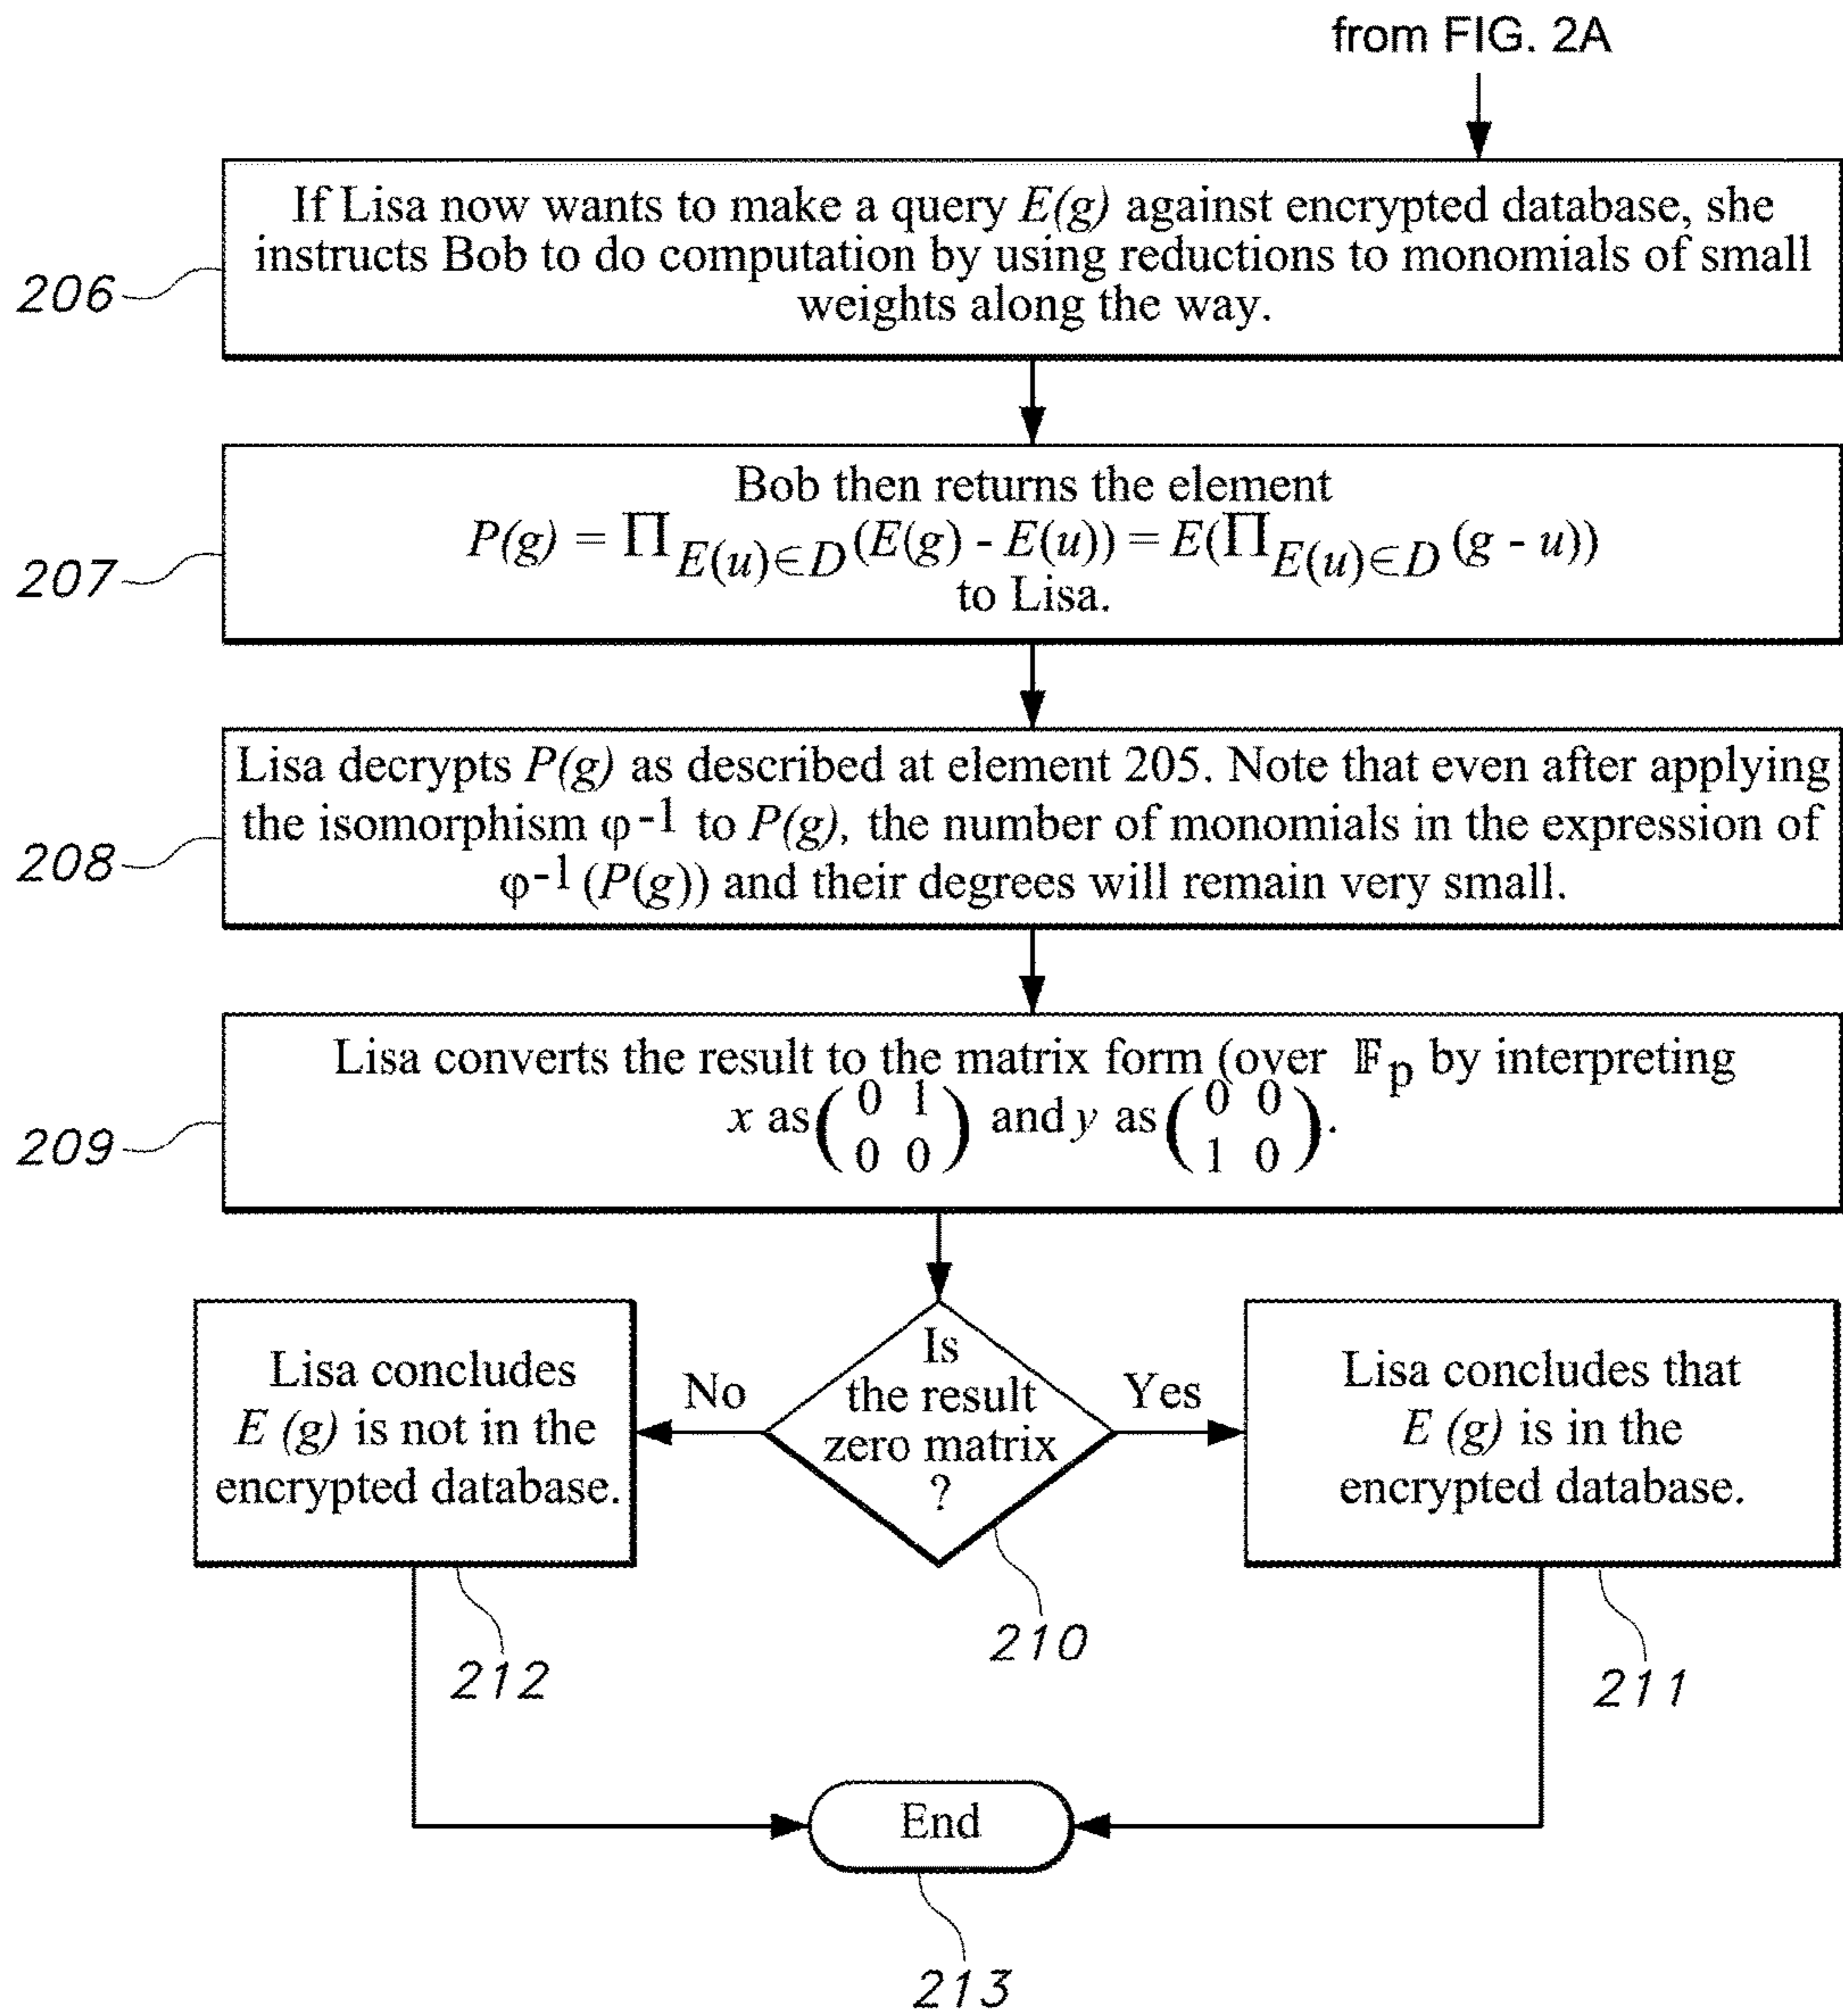 from FIG. 2A
If Lisa now wants to make a query E(g) against encrypted database, she
instructs Bob to do computation by using reductions to monomials of small
weights along the way.
206
Bob then returns the element
P(g) = ∏ E(u)∈D (E(g) - E(u)) = E(∏ E(u)∈D (g - u))
to Lisa.
207
Lisa decrypts P(g) as described at element 205. Note that even after applying
the isomorphism φ-1 to P(g), the number of monomials in the expression of
φ-1 (P(g)) and their degrees will remain very small.
208
Lisa converts the result to the matrix form (over 𝔽p by interpreting
x as (0 1
0 0) and y as (0 0
1 0).
209
Is
the result
zero matrix
?
210
No
Yes
Lisa concludes
E (g) is not in the
encrypted database.
212
Lisa concludes that
E (g) is in the
encrypted database.
211
End
213